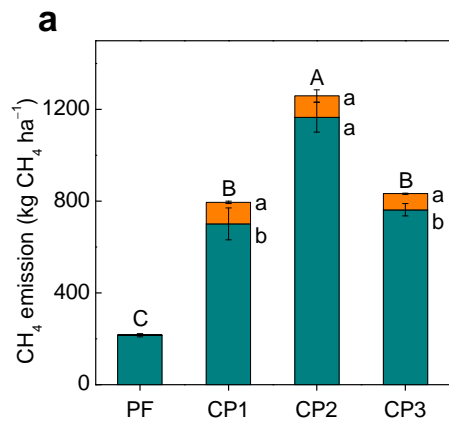 a
CH₄ emission (kg CH₄ ha⁻¹)
1200
800
400
0
C
B
a
b
A
a
a
B
a
b
PF
CP1
CP2
CP3